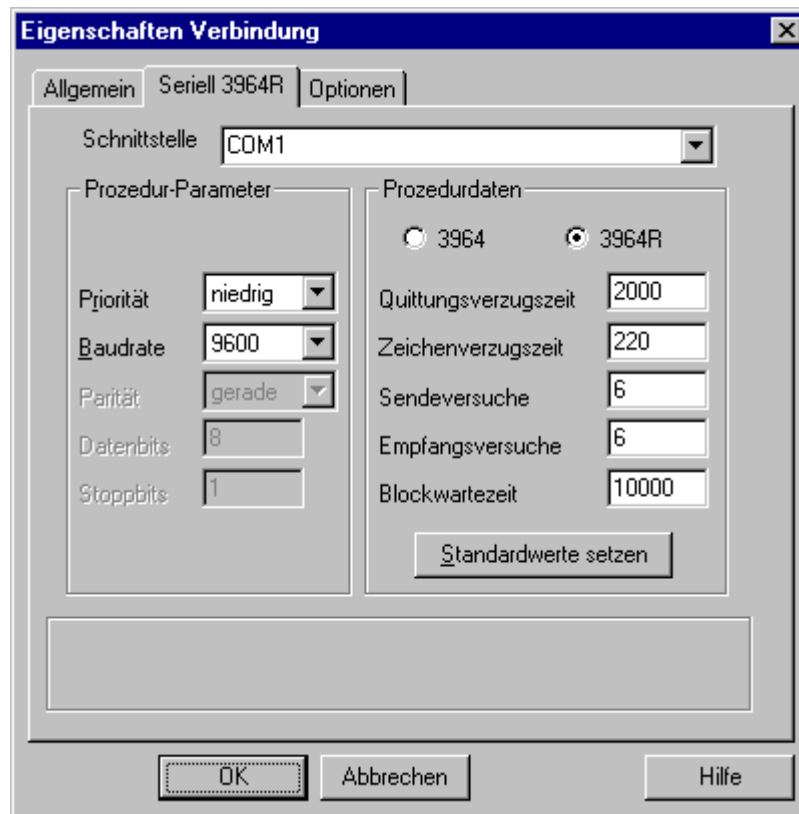 Eigenschaften Verbindung
Allgemein Seriell 3964R Optionen
Schnittstelle COM1
Prozedur-Parameter
Priorität niedrig
Baudrate 9600
Parität gerade
Datenbits 8
Stoppbits 1
Prozedurdaten
3964 3964R
Quittungsverzugszeit 2000
Zeichenverzugszeit 220
Sendeversuche 6
Empfangsversuche 6
Blockwartezeit 10000
Standardwerte setzen
OK Abbrechen Hilfe